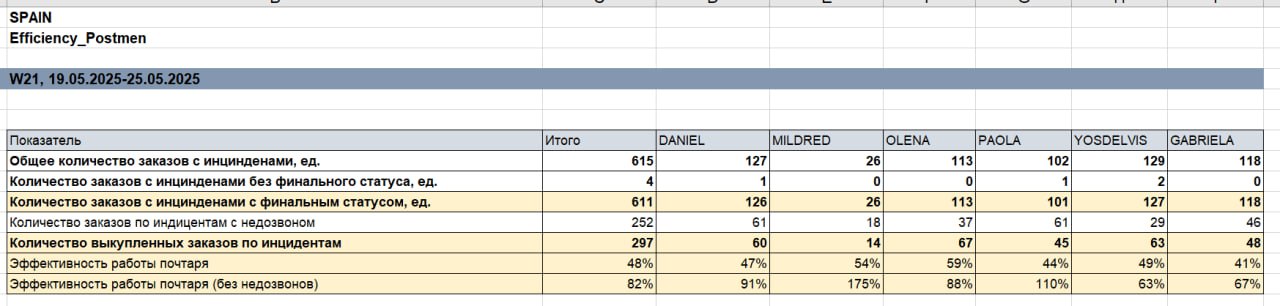 SPAIN
Efficiency_Postmen
W21, 19.05.2025-25.05.2025
Показатель Итого DANIEL MILDRED OLENA PAOLA YOSDELVIS GABRIELA
Общее количество заказов с инцинденами, ед. 615 127 26 113 102 129 118
Количество заказов с инцинденами без финального статуса, ед. 4 1 0 0 1 2 0
Количество заказов с инцинденами с финальным статусом, ед. 611 126 26 113 101 127 118
Количество заказов по индицентам с недозвоном 252 61 18 37 61 29 46
Количество выкупленных заказов по инцидентам 297 60 14 67 45 63 48
Эффективность работы почтаря 48% 47% 54% 59% 44% 49% 41%
Эффективность работы почтаря (без недозвонов) 82% 91% 175% 88% 110% 63% 67%